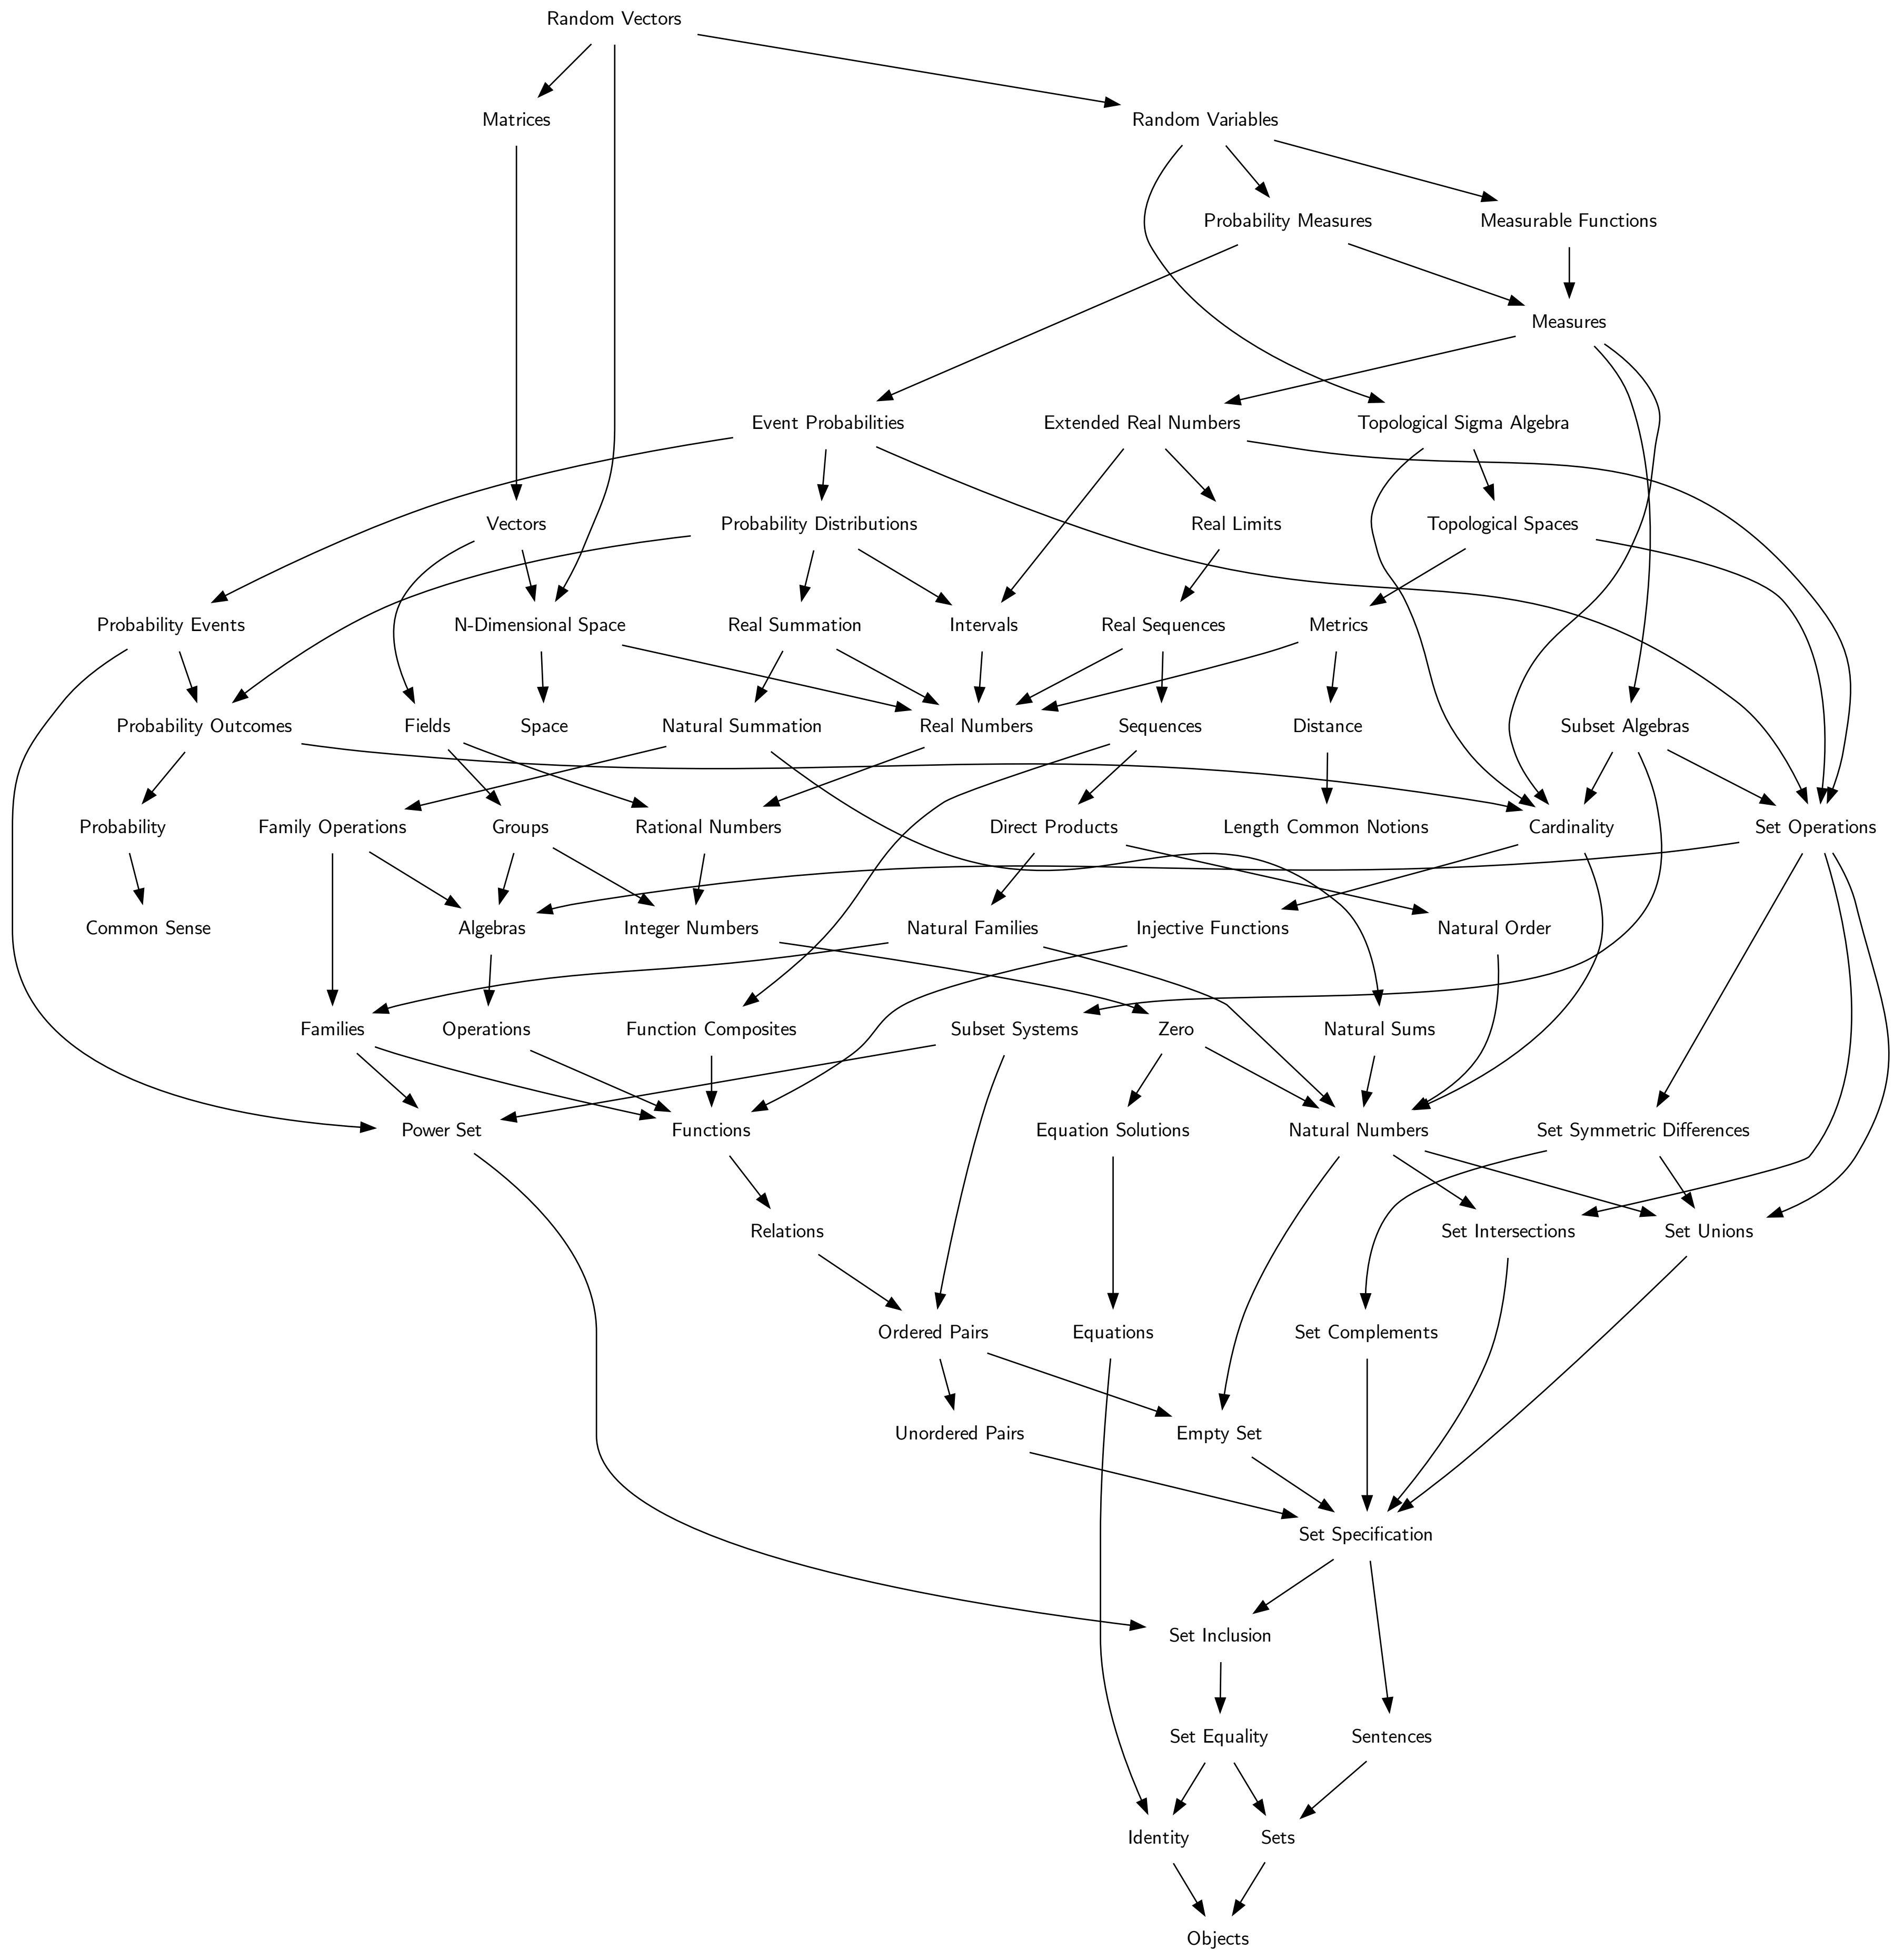 Random Vectors
Matrices
Random Variables
Probability Measures
Measurable Functions
Measures
Event Probabilities
Extended Real Numbers
Topological Sigma Algebra
Vectors
Probability Distributions
Real Limits
Topological Spaces
Probability Events
N-Dimensional Space
Real Summation
Intervals
Real Sequences
Metrics
Probability Outcomes
Fields
Space
Natural Summation
Real Numbers
Sequences
Distance
Subset Algebras
Probability
Family Operations
Groups
Rational Numbers
Direct Products
Length Common Notions
Cardinality
Set Operations
Common Sense
Algebras
Integer Numbers
Natural Families
Injective Functions
Natural Order
Families
Operations
Function Composites
Subset Systems
Zero
Natural Sums
Power Set
Functions
Equation Solutions
Natural Numbers
Set Symmetric Differences
Relations
Set Intersections
Set Unions
Ordered Pairs
Equations
Set Complements
Unordered Pairs
Empty Set
Set Specification
Set Inclusion
Set Equality
Sentences
Identity
Sets
Objects